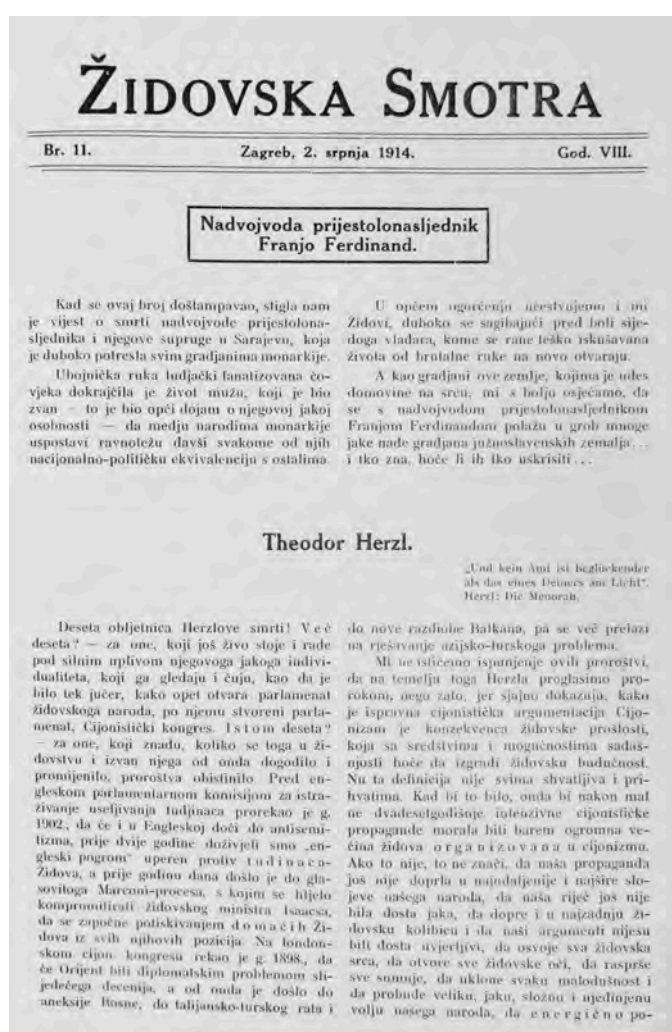 ŽIDOVSKA SMOTRA
Br. 11.
Zagreb, 2. srpnja 1914.
God. VIII.
Nadvojvoda prijestolonasljednik
Franjo Ferdinand.
Kad se ovaj broj doštampavao, stigla nam
je vijest o smrti nadvojvode prijestolona-
sljednika i njegove supruge u Sarajevu, koja
je duboko potresla svim gradjanima monarkije.
Ubojnička ruka ludjački fanatizovana čo-
vjeka dokrajčila je život mužu, koji je bio
zvan — to je bio opći dojam o njegovoj jakoj
osobnosti — da medju narodima monarkije
uspostavi ravnotežu davši svakome od njih
nacijonalno-političku ekvivalenciju s ostalima.
U općem ogorčenju učestvujemo i mi
Židovi, duboko se sagibajući pred boli sije-
doga vladara, kome se rane teško iskušavana
života od brutalne ruke na novo otvaraju.
A kao gradjani ove zemlje, kojima je udes
domovine na srcu, mi s bolju osjećamo, da
se s nadvojvodom prijestolonasljednikom
Franjom Ferdinandom polažu u grob mnoge
jake nade gradjana južnoslavenskih zemalja...
i tko zna, hoće li ih tko uskrisiti...
Theodor Herzl.
„Und kein Amt ist beglückender
als das eines Deiners am Licht“.
Herzl: Die Menorah.
Deseta obljetnica Herzlove smrti! Već
deseta? — za one, koji još živo stoje i rade
pod silnim uplivom njegovoga jakoga indivi-
dualiteta, koji ga gledaju i čuju, kao da je
bilo tek jučer, kako opet otvara parlamenat
židovskoga naroda, po njemu stvoreni parla-
menat, Cijonistički kongres. Istom deseta?
— za one, koji znadu, koliko se toga u ži-
dovstvu i izvan njega od onda dogodilo i
promijenilo, proroštva obistinilo. Pred en-
gleskom parlamentarnom komisijom za istra-
živanje useljivanja tudjinaca prorekao je g.
1902., da će i u Engleskoj doći do antisemi-
tizma, prije dvije godine doživjeli smo „en-
gleski pogrom“ uperen protiv tudinaca-
Židova, a prije godinu dana došlo je do gla-
sovitoga Marconi-procesa, s kojim se htjelo
kompromitirati židovskog ministra Isaacsa,
da se započne potiskivanjem domaćih Ži-
dova iz svih njihovih pozicija. Na london-
skom cijon. kongresu rekao je g. 1898., da
će Orijent biti diplomatskim problemom sli-
jedećega decenija, a od onda je došlo do
aneksije Bosne, do talijansko-turskog rata i
do nove razdiobe Balkana, pa se već prelazi
na rješavanje azijsko-turskoga problema.
Mi ne ističemo ispunjenje ovih proroštvi,
da na temelju toga Herzla proglasimo pro-
rokom, nego zato, jer sjajno dokazuju, kako
je ispravna cijonistička argumentacija. Cijo-
nizam je konzekvenca židovske prošlosti,
koja sa sredstvima i mogućnostima sadaš-
njosti hoće da izgradi židovsku budućnost.
Nu ta definicija nije svima shvatljiva i pri-
hvatima. Kad bi to bilo, onda bi nakon mal
ne dvadesetgodišnje intenzivne cijonističke
propagande morala biti barem ogromna ve-
ćina židova organizovana u cijonizmu.
Ako to nije, to ne znači, da naša propaganda
još nije doprla u najudaljenije i najšire slo-
jeve našega naroda, da naša riječ još nije
bila dosta jaka, da dopre i u najzadnju ži-
dovsku kolibicu i da naši argumenti nijesu
bili dosta uvjerljivi, da osvoje sva židovska
srca, da otvore sve židovske oči, da rasprše
sve sumnje, da uklone svaku malodušnost i
da probude veliku, jaku, složnu i ujedinjenu
volju našega naroda, da energično po-